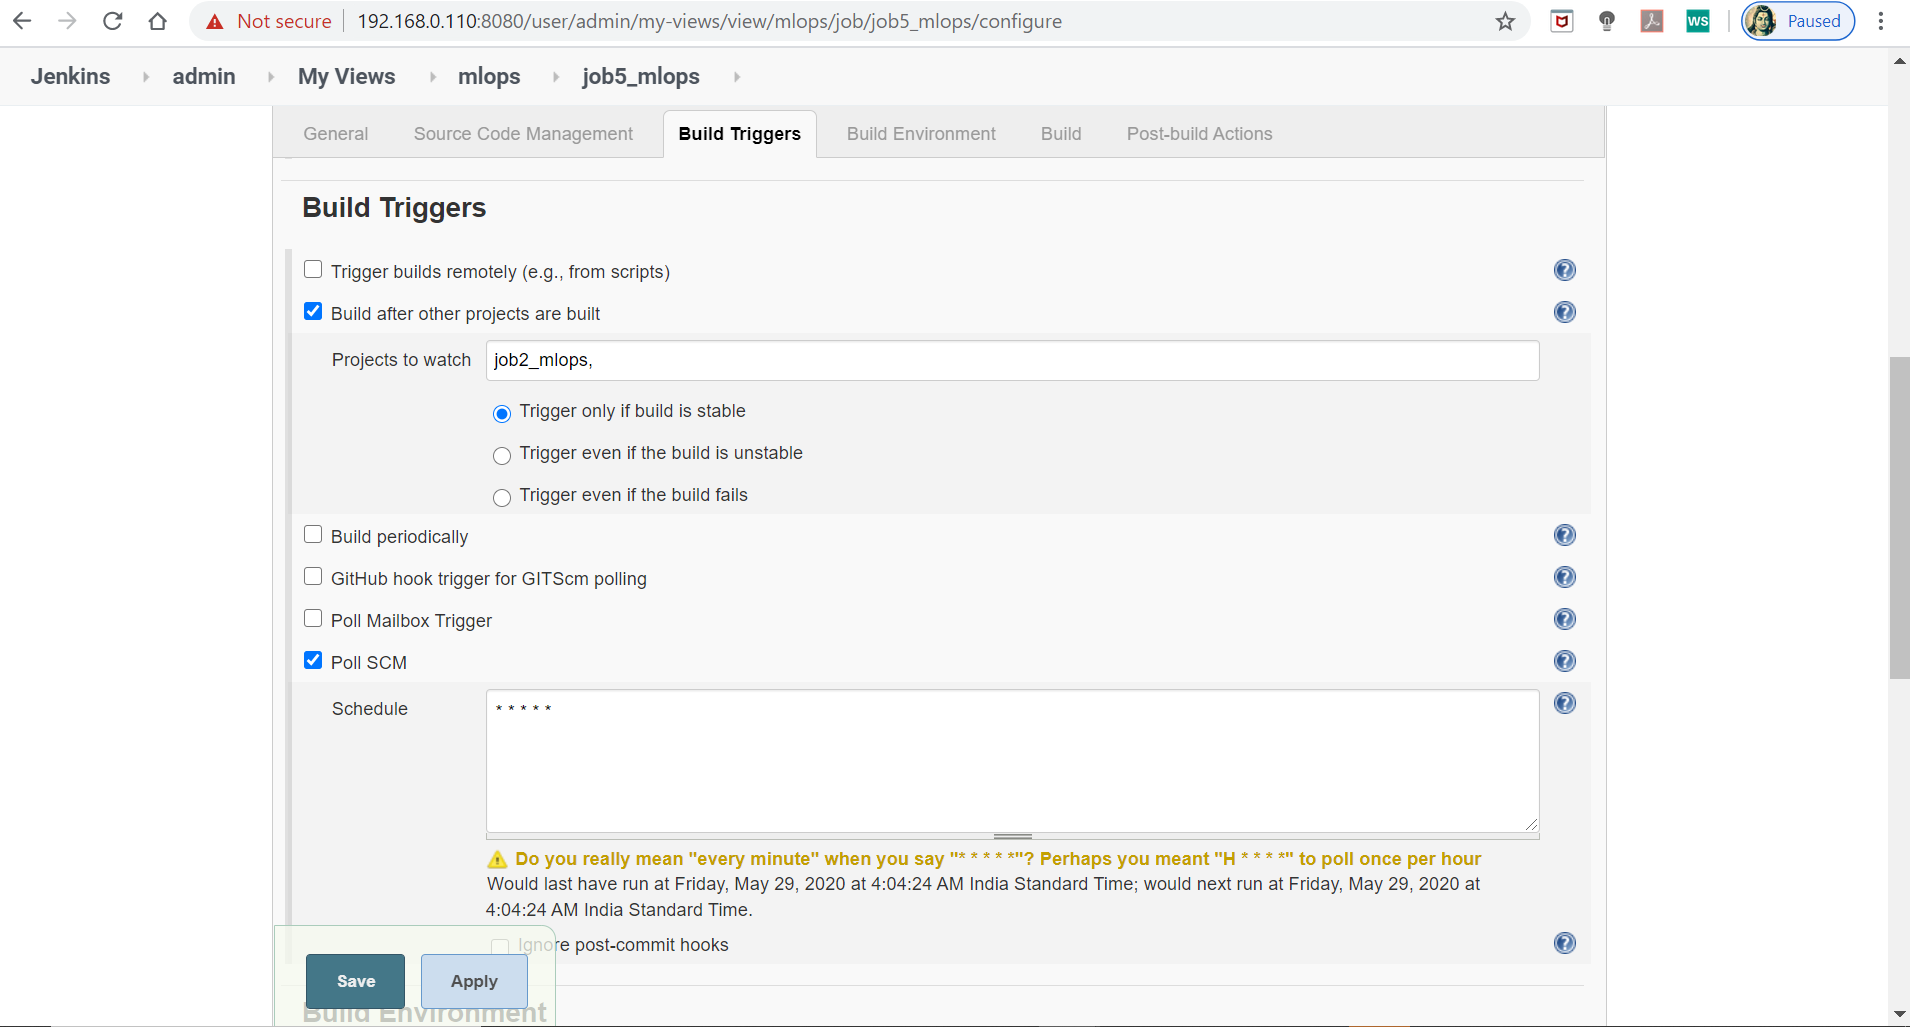 Not secure 192.168.0.110:8080/user/admin/my-views/view/mlops/job/job5_mlops/configure WS Paused
Jenkins admin My Views mlops job5_mlops
General Source Code Management Build Triggers Build Environment Build Post-build Actions
Build Triggers
Trigger builds remotely (e.g., from scripts)
Build after other projects are built
Projects to watch job2_mlops,
Trigger only if build is stable
Trigger even if the build is unstable
Trigger even if the build fails
Build periodically
GitHub hook trigger for GITScm polling
Poll Mailbox Trigger
Poll SCM
Schedule * * * * *
Do you really mean "every minute" when you say "* * * * *"? Perhaps you meant "H * * * *" to poll once per hour
Would last have run at Friday, May 29, 2020 at 4:04:24 AM India Standard Time; would next run at Friday, May 29, 2020 at
4:04:24 AM India Standard Time.
Ignore post-commit hooks
Save Apply
Build Environment